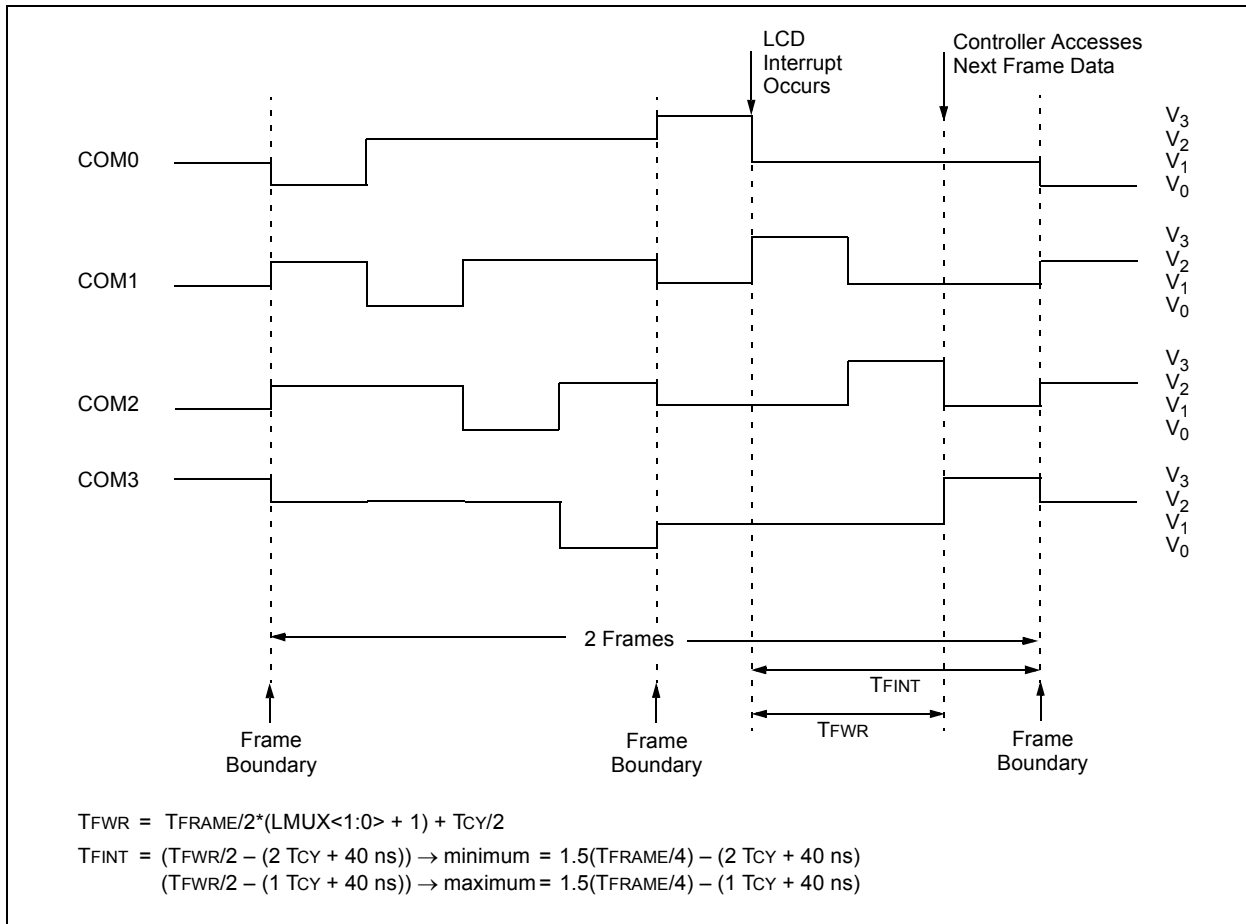 LCD
Interrupt
Occurs
Controller Accesses
Next Frame Data
COM0
V3
V2
V1
V0
COM1
V3
V2
V1
V0
COM2
V3
V2
V1
V0
COM3
V3
V2
V1
V0
2 Frames
TFINT
TFWR
Frame
Boundary
Frame
Boundary
Frame
Boundary
TFWR = TFRAME/2*(LMUX<1:0> + 1) + TCY/2
TFINT = (TFWR/2 – (2 TCY + 40 ns)) → minimum = 1.5(TFRAME/4) – (2 TCY + 40 ns)
(TFWR/2 – (1 TCY + 40 ns)) → maximum = 1.5(TFRAME/4) – (1 TCY + 40 ns)